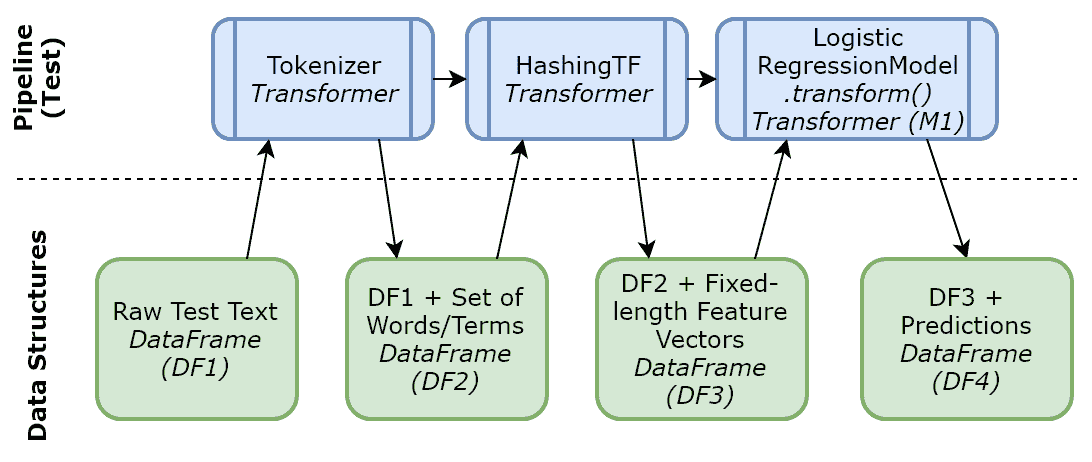 Pipeline
(Test)
Tokenizer
Transformer
HashingTF
Transformer
Logistic
RegressionModel
.transform()
Transformer (M1)
Data Structures
Raw Test Text
DataFrame
(DF1)
DF1 + Set of
Words/Terms
DataFrame
(DF2)
DF2 + Fixed-
length Feature
Vectors
DataFrame
(DF3)
DF3 +
Predictions
DataFrame
(DF4)